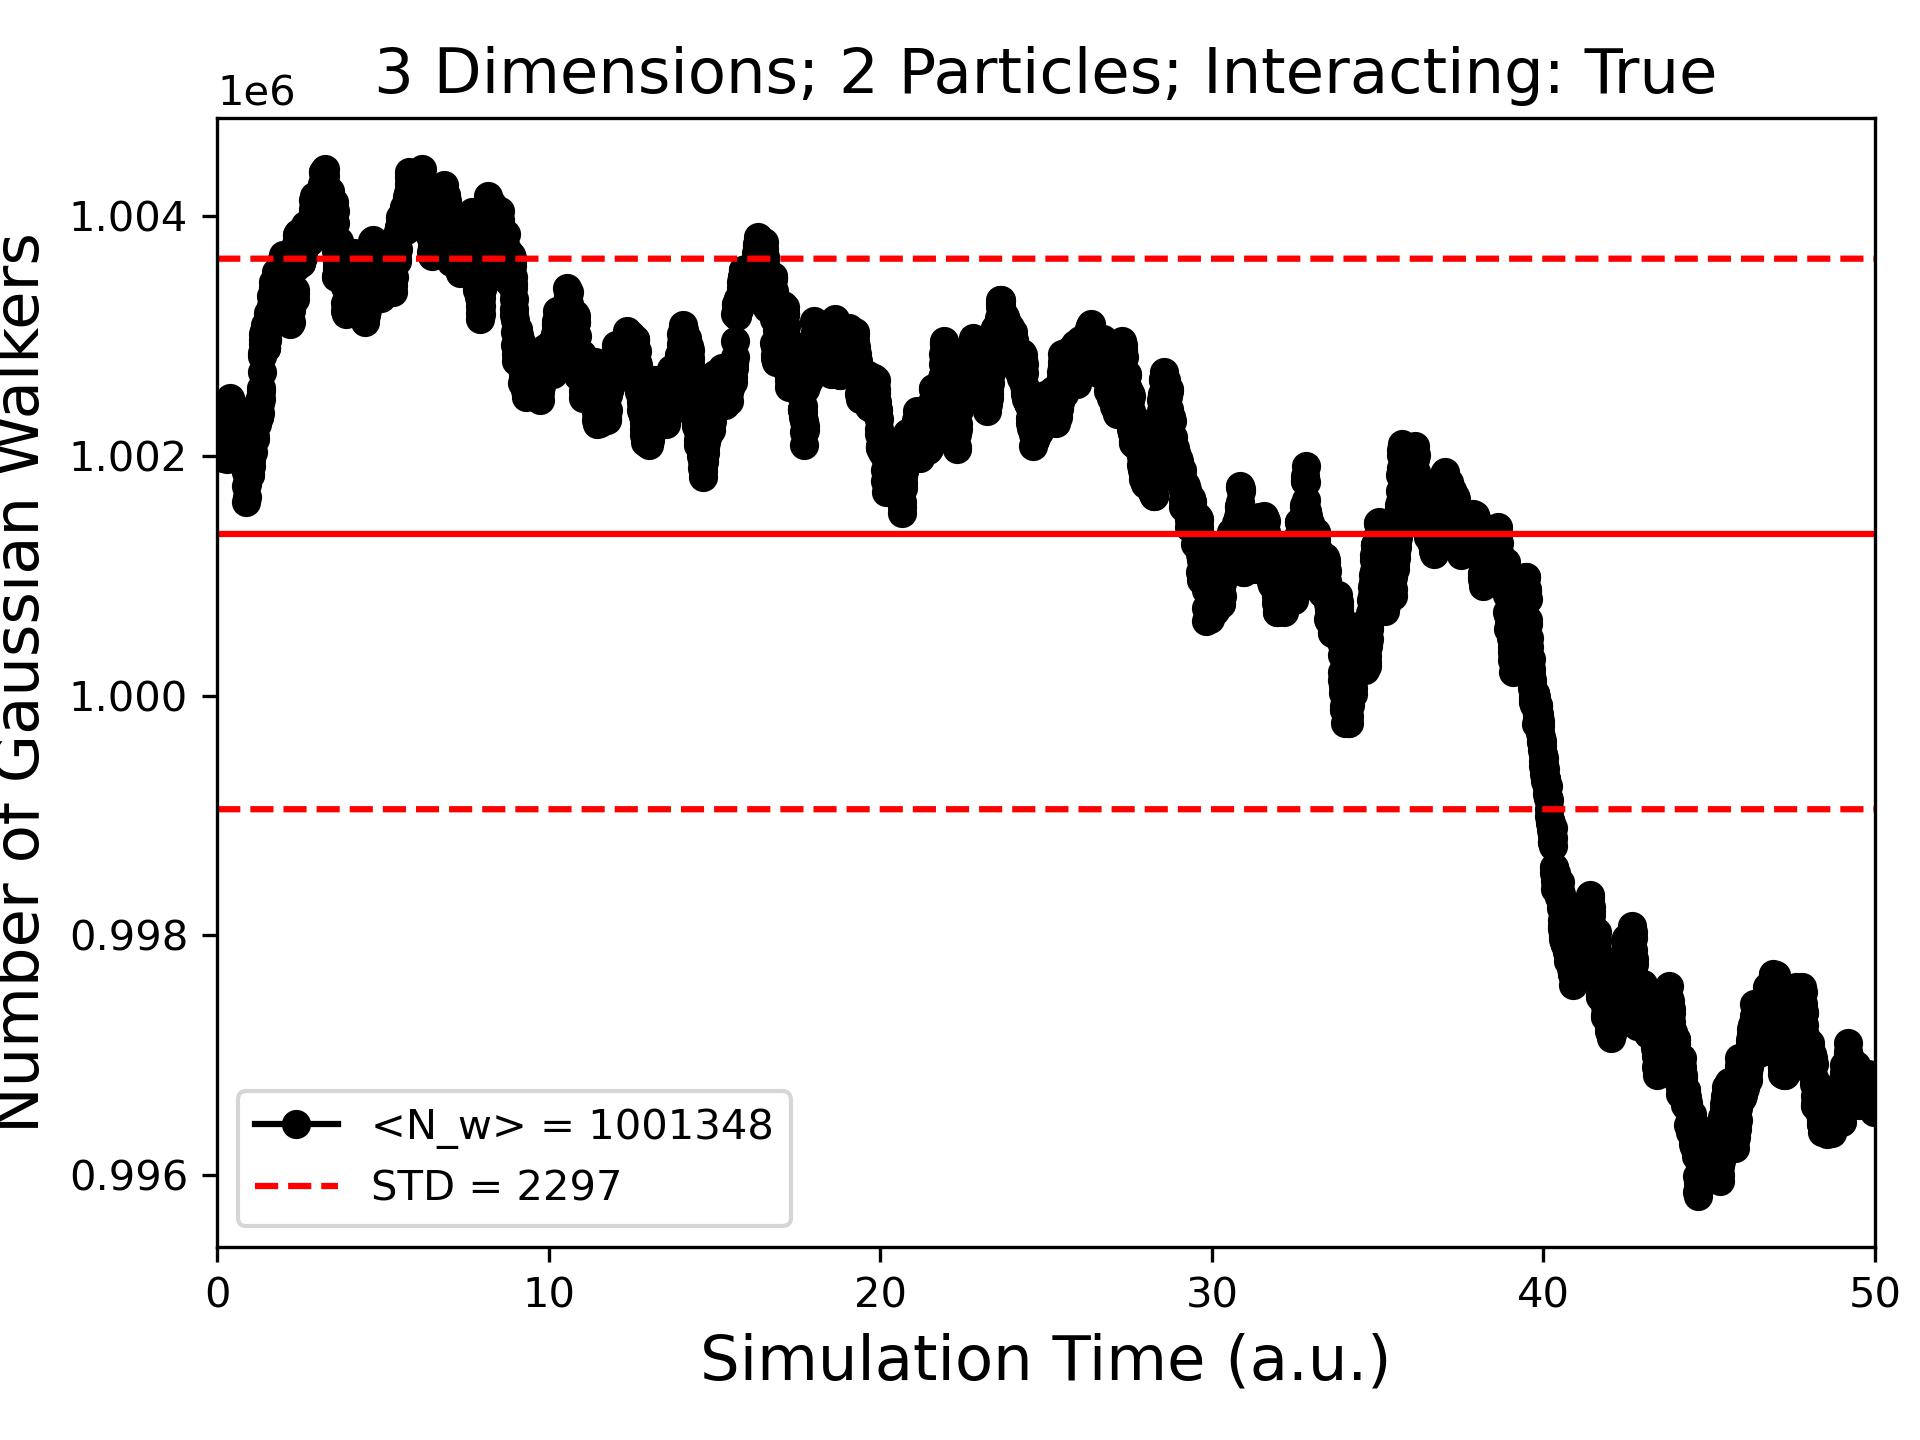 3 Dimensions; 2 Particles; Interacting: True
1e6
1.004
1.002
1.000
0.998
0.996
Number of Gaussian Walkers
<N_w> = 1001348
STD = 2297
0 10 20 30 40 50
Simulation Time (a.u.)